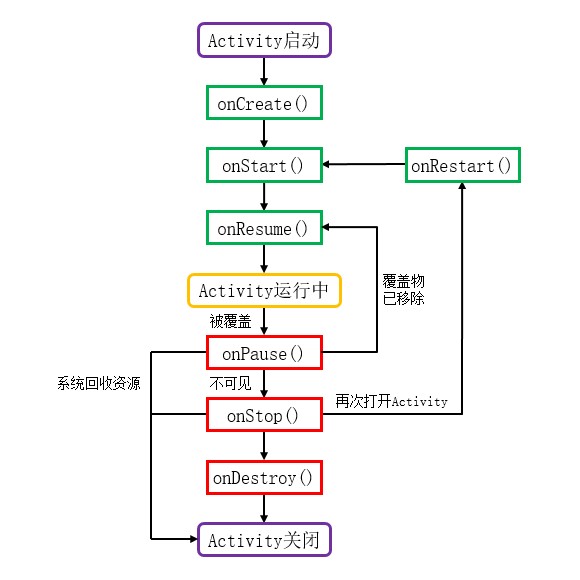 Activity启动
onCreate()
onStart()
onRestart()
onResume()
覆盖物
已移除
Activity运行中
被覆盖
onPause()
系统回收资源
不可见
再次打开Activity
onStop()
onDestroy()
Activity关闭